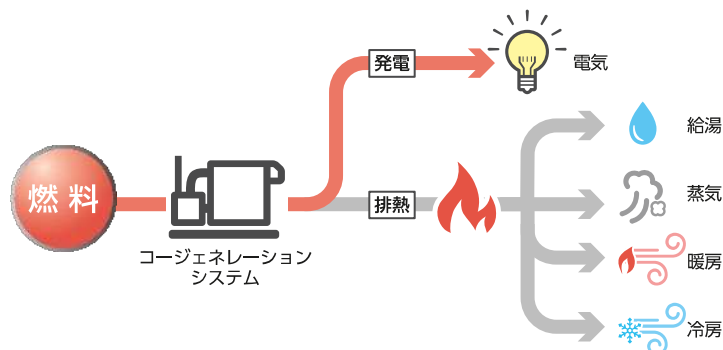 発電
電気
給湯
燃料
排熱
蒸気
コージェネレーション
システム
暖房
冷房